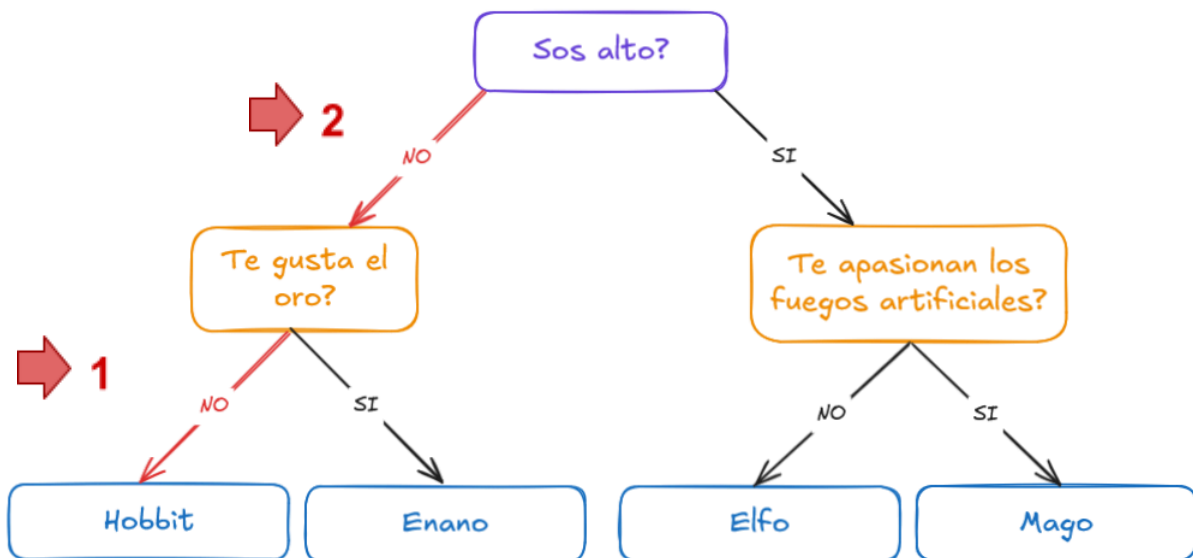 Sos alto?
2
NO
SI
Te gusta el
oro?
Te apasionan los
fuegos artificiales?
1
NO
SI
NO
SI
Hobbit
Enano
Elfo
Mago